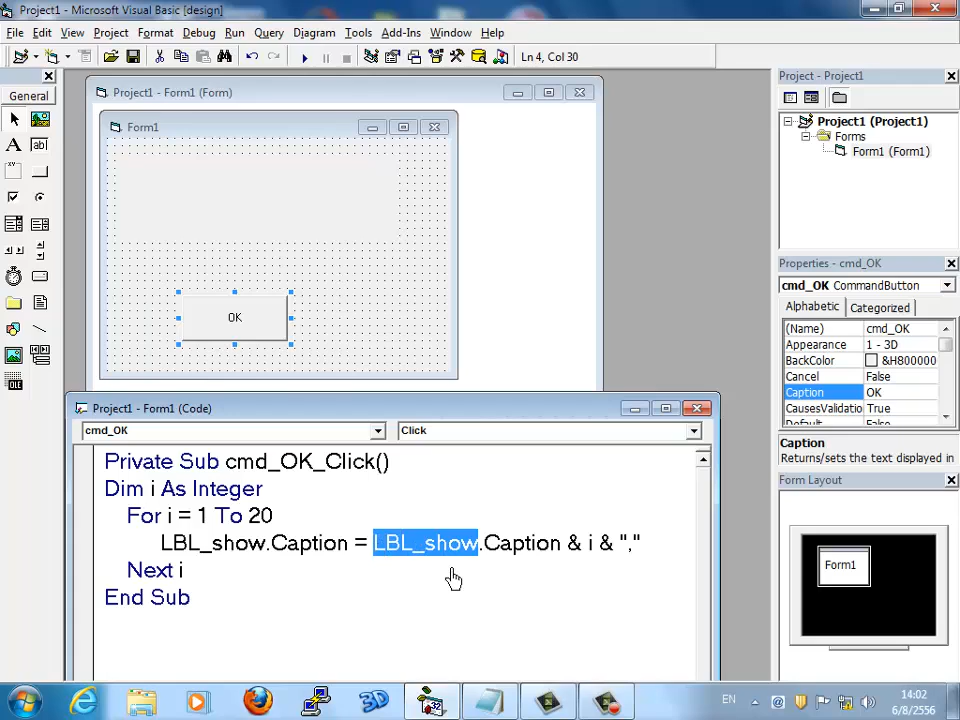 Project1 - Microsoft Visual Basic [design]
File Edit View Project Format Debug Run Query Diagram Tools Add-Ins Window Help
Ln 4, Col 30
General
Project1 - Form1 (Form)
Form1
OK
Project1 - Form1 (Code)
cmd_OK
Click
Private Sub cmd_OK_Click()
Dim i As Integer
For i = 1 To 20
LBL_show.Caption = LBL_show.Caption & i & ","
Next i
End Sub
Project - Project1
Project1 (Project1)
Forms
Form1 (Form1)
Properties - cmd_OK
cmd_OK CommandButton
Alphabetic Categorized
(Name) cmd_OK
Appearance 1 - 3D
BackColor &H800000
Cancel False
Caption OK
CausesValidatio True
Default False
Caption
Returns/sets the text displayed in
Form Layout
Form1
EN
14:02
6/8/2556